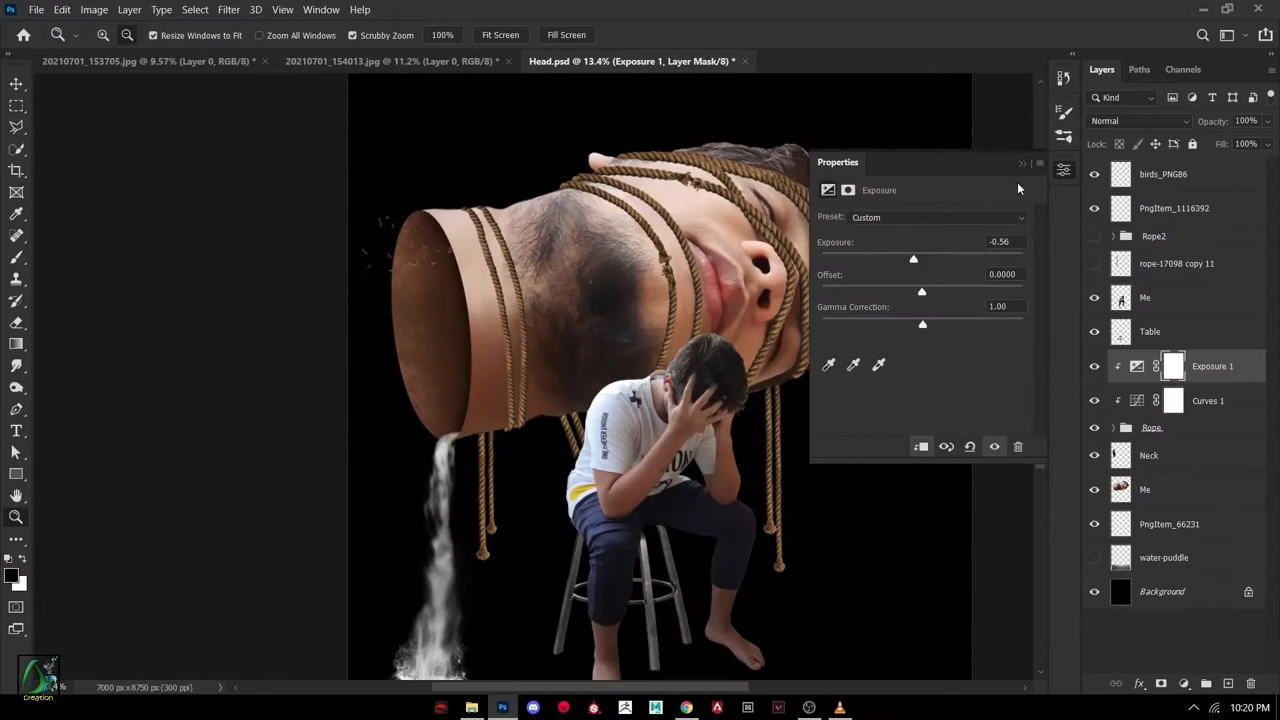 Ps File Edit Image Layer Type Select Filter 3D View Window Help
Resize Windows to Fit Zoom All Windows Scrubby Zoom 100% Fit Screen Fill Screen
20210701_153705.jpg @ 9.57% (Layer 0, RGB/8) * × 20210701_154013.jpg @ 11.2% (Layer 0, RGB/8) * × Head.psd @ 13.4% (Exposure 1, Layer Mask/8) * ×
Layers Paths Channels
Kind
Normal Opacity: 100%
Lock: Fill: 100%
Properties
Exposure
Preset: Custom
Exposure: -0.56
Offset: 0.0000
Gamma Correction: 1.00
birds_PNG86
PngItem_1116392
Rope2
rope-17098 copy 11
Me
Table
Exposure 1
Curves 1
Rope
Neck
Me
PngItem_66231
water-puddle
Background
Creation
7000 px x 8750 px (300 ppi)
10:20 PM